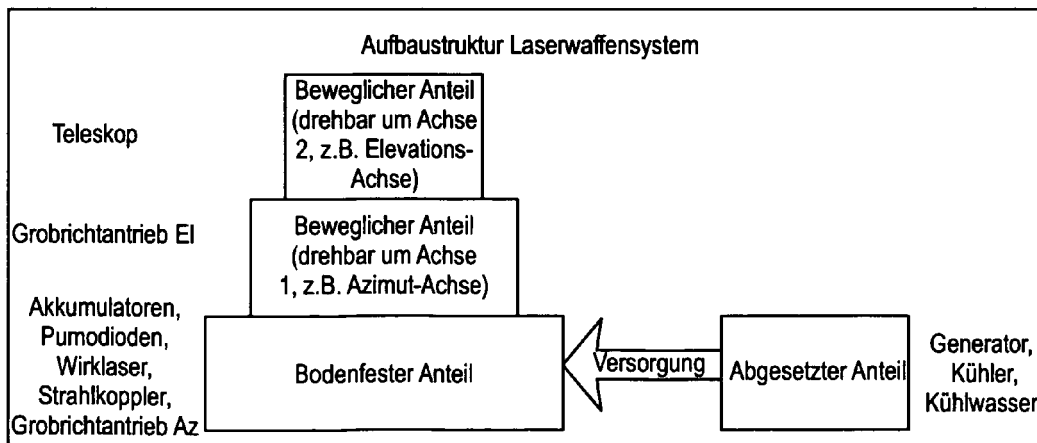 Aufbaustruktur Laserwaffensystem
Teleskop
Beweglicher Anteil
(drehbar um Achse
2, z.B. Elevations-
Achse)
Grobrichtantrieb El
Beweglicher Anteil
(drehbar um Achse
1, z.B. Azimut-Achse)
Akkumulatoren,
Pumodioden,
Wirklaser,
Strahlkoppler,
Grobrichtantrieb Az
Bodenfester Anteil
Versorgung
Abgesetzter Anteil
Generator,
Kühler,
Kühlwasser